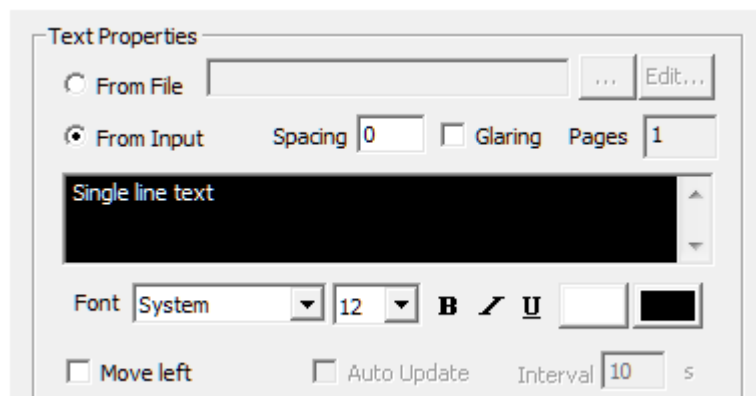 Text Properties
From File ... Edit...
From Input Spacing 0 Glaring Pages 1
Single line text
Font System 12 B I U
Move left Auto Update Interval 10 s